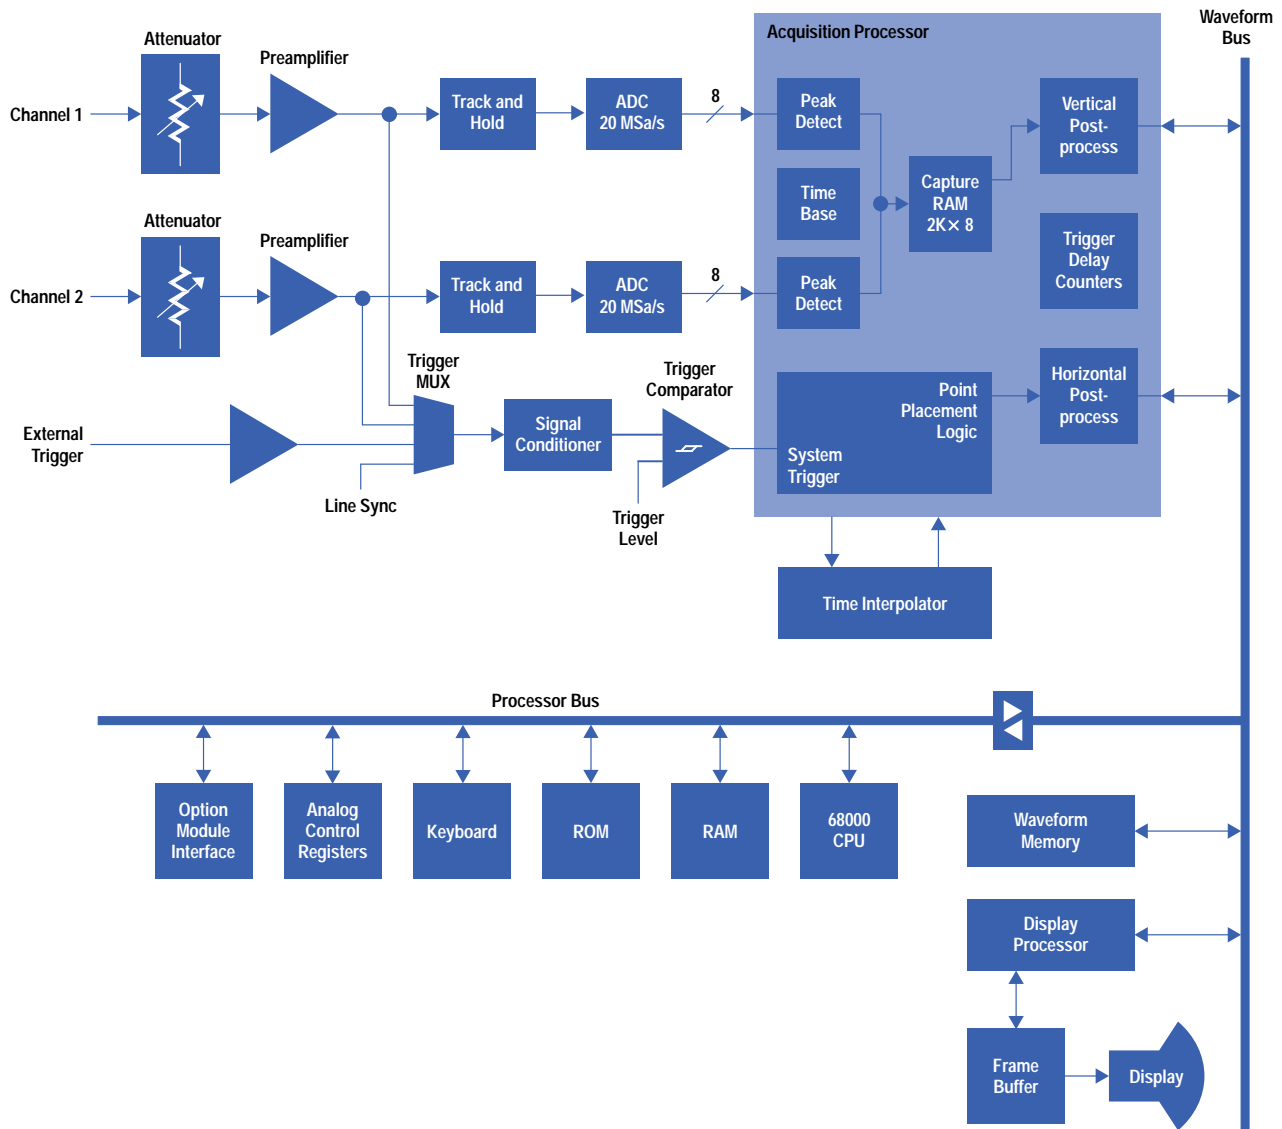 Waveform
Bus
Acquisition Processor
Attenuator
Preamplifier
Channel 1
Track and
Hold
ADC
20 MSa/s
8
Peak
Detect
Vertical
Post-
process
Time
Base
Capture
RAM
2K× 8
Attenuator
Preamplifier
Channel 2
Track and
Hold
ADC
20 MSa/s
8
Peak
Detect
Trigger
Delay
Counters
Trigger
MUX
Trigger
Comparator
External
Trigger
Line Sync
Signal
Conditioner
Trigger
Level
System
Trigger
Point
Placement
Logic
Horizontal
Post-
process
Time Interpolator
Processor Bus
Option
Module
Interface
Analog
Control
Registers
Keyboard
ROM
RAM
68000
CPU
Waveform
Memory
Display
Processor
Frame
Buffer
Display